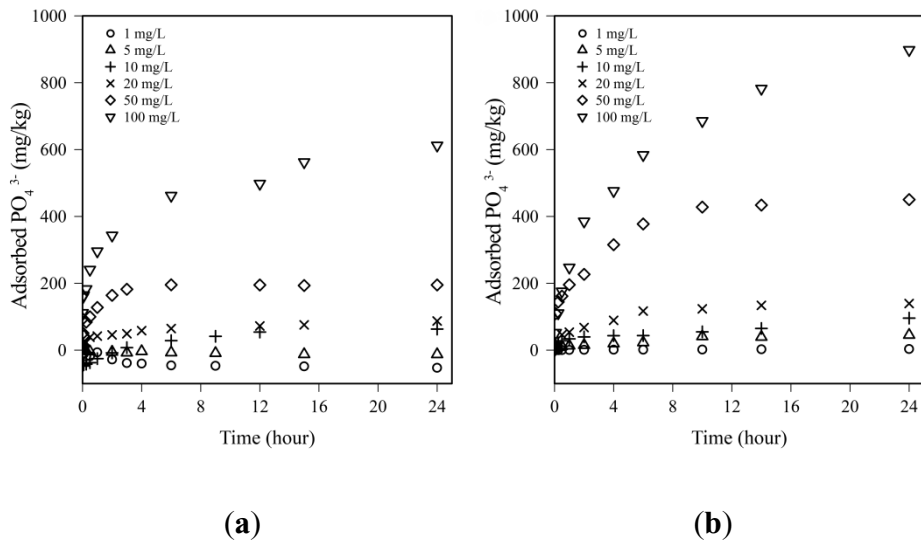 1000
800
600
400
200
0
Adsorbed PO₄ ³⁻ (mg/kg)
1 mg/L
5 mg/L
10 mg/L
20 mg/L
50 mg/L
100 mg/L
0 4 8 12 16 20 24
Time (hour)
(a)
1000
800
600
400
200
0
Adsorbed PO₄ ³⁻ (mg/kg)
1 mg/L
5 mg/L
10 mg/L
20 mg/L
50 mg/L
100 mg/L
0 4 8 12 16 20 24
Time (hour)
(b)